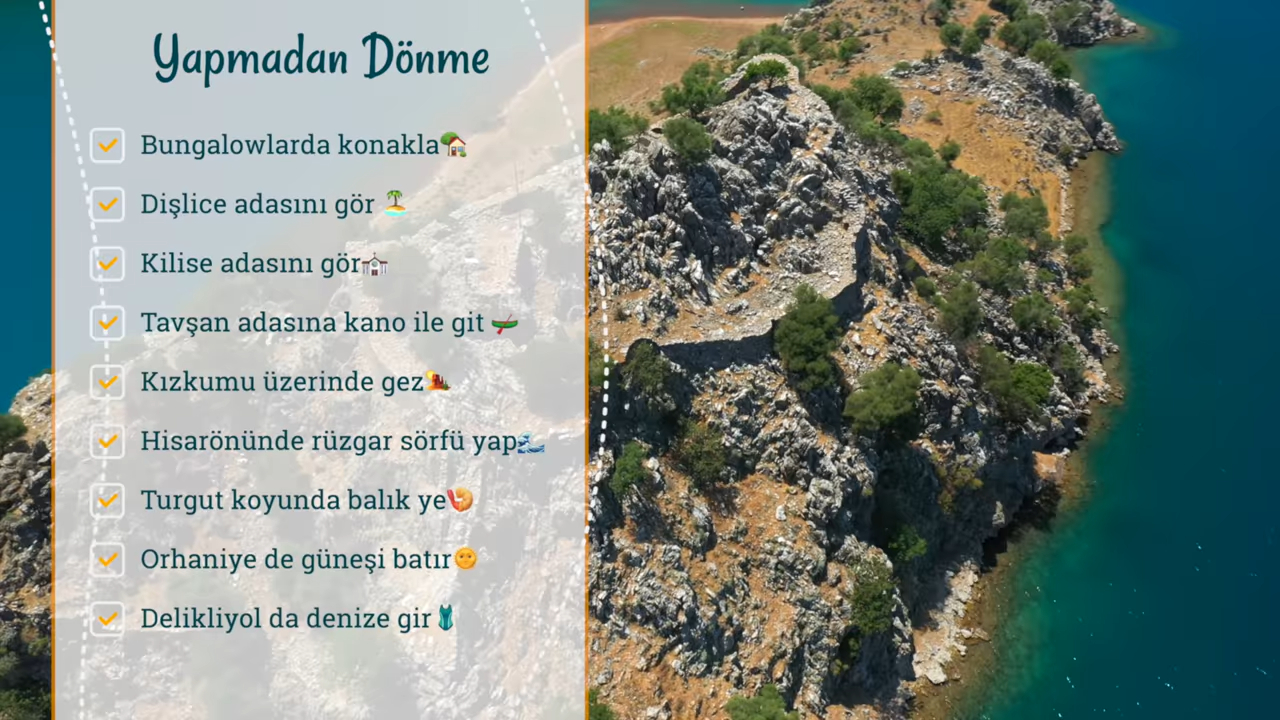 Yapmadan Dönme
Bungalowlarda konakla🏡
Dişlice adasını gör 🏝️
Kilise adasını gör⛪
Tavşan adasına kano ile git 🛶
Kızkumu üzerinde gez🏜️
Hisarönünde rüzgar sörfü yap🌊
Turgut koyunda balık ye🍤
Orhaniye de güneşi batır🌞
Delikliyol da denize gir🩱